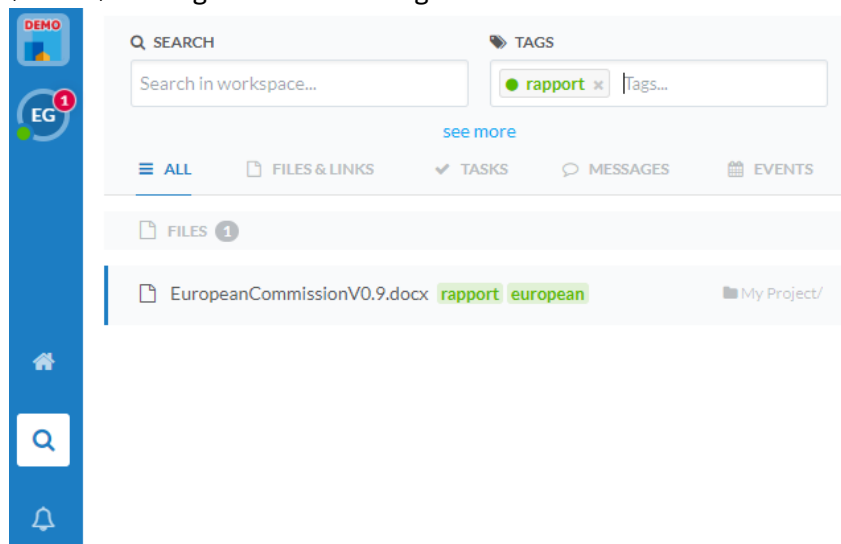 DEMO
SEARCH TAGS
Search in workspace... rapport × Tags...
EG 1
see more
ALL FILES & LINKS TASKS MESSAGES EVENTS
FILES 1
EuropeanCommissionV0.9.docx rapport european My Project/